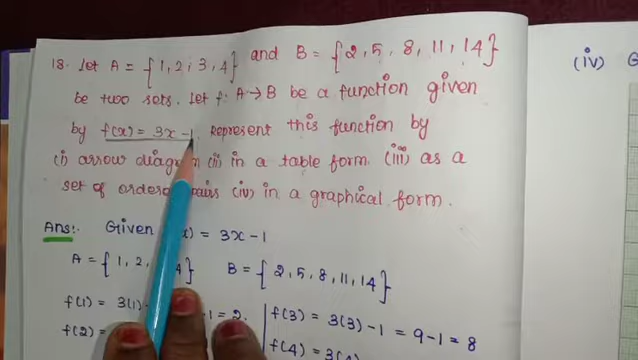 18. Let A = {1, 2, 3, 4} and B = {2, 5, 8, 11, 14}
be two sets. Let f: A → B be a function given
by f(x) = 3x - 1. Represent this function by
(i) arrow diagram (ii) in a table form (iii) as a
set of ordered pairs (iv) in a graphical form.
Ans:- Given = 3x - 1
A = {1, 2, 4} B = {2, 5, 8, 11, 14}
f(1) = 3(1) - 1 = 2. f(3) = 3(3) - 1 = 9 - 1 = 8
f(2) = f(4) = 3(4)
(iv) G